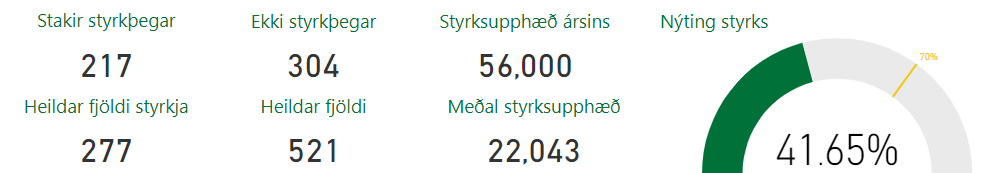 Stakir styrkþegar
217
Ekki styrkþegar
304
Styrksupphæð ársins
56,000
Nýting styrks
70%
41.65%
Heildar fjöldi styrkja
277
Heildar fjöldi
521
Meðal styrksupphæð
22,043